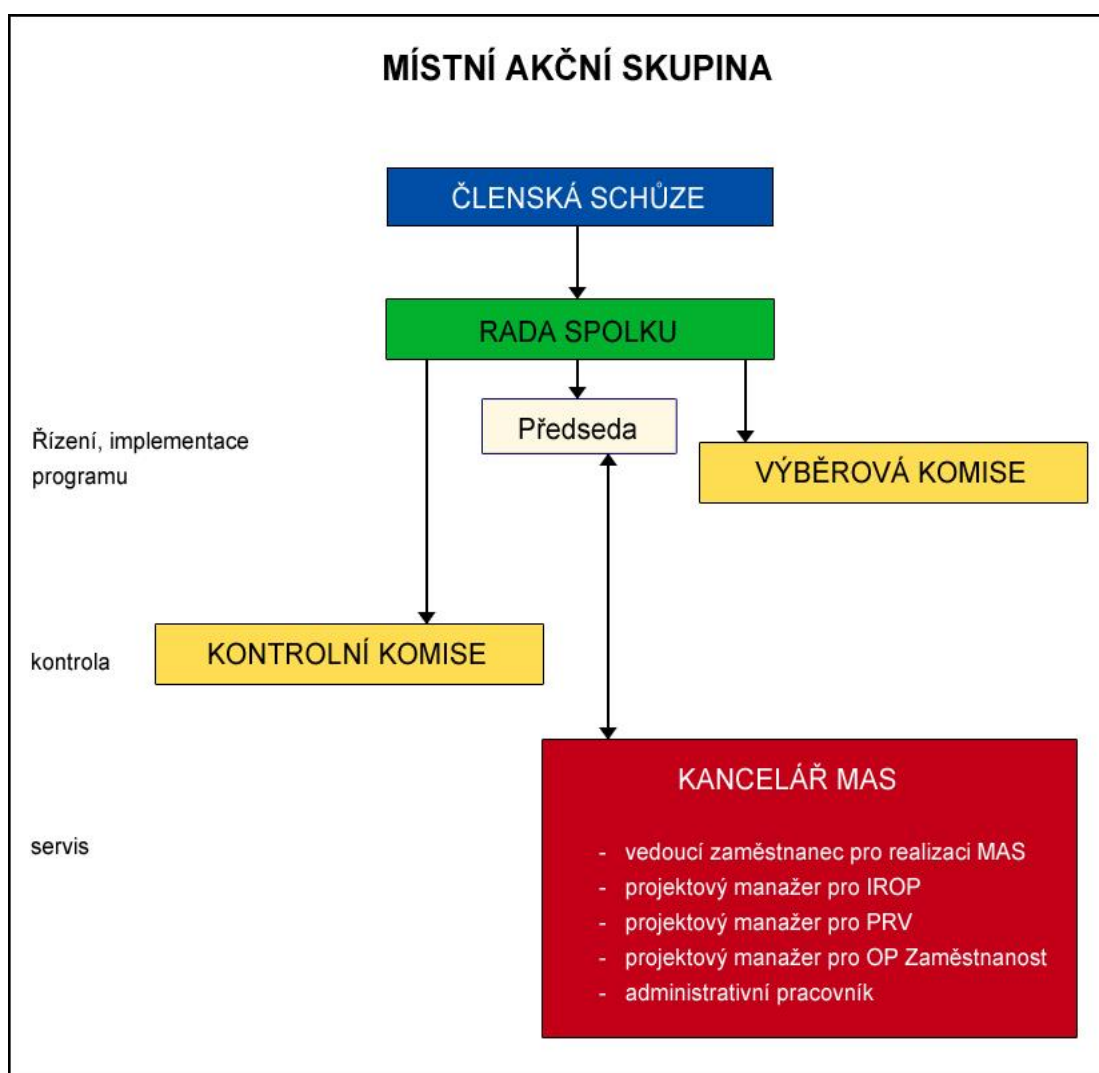 MÍSTNÍ AKČNÍ SKUPINA
ČLENSKÁ SCHŮZE
RADA SPOLKU
Předseda
Řízení, implementace
programu
VÝBĚROVÁ KOMISE
KONTROLNÍ KOMISE
kontrola
KANCELÁŘ MAS
servis
- vedoucí zaměstnanec pro realizaci MAS
- projektový manažer pro IROP
- projektový manažer pro PRV
- projektový manažer pro OP Zaměstnanost
- administrativní pracovník